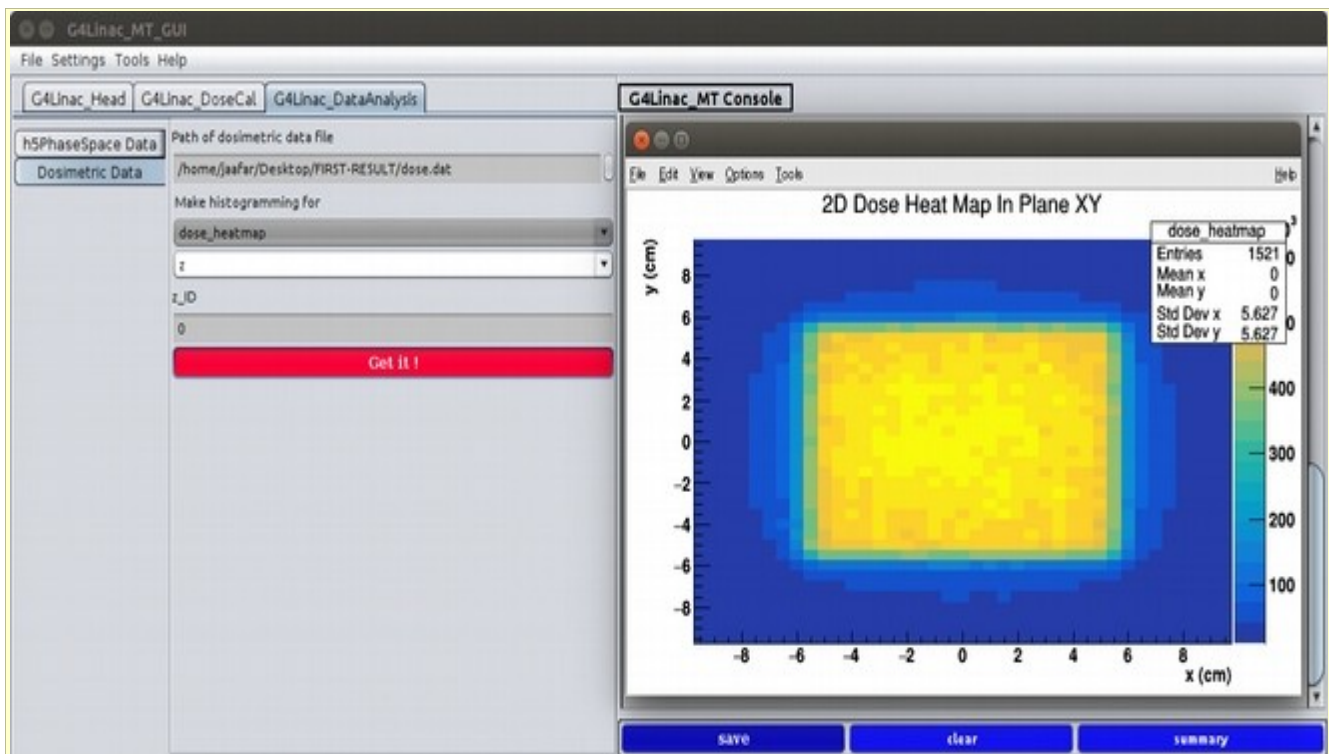 G4Linac_MT_GUI
File Settings Tools Help
G4Linac_Head G4Linac_DoseCal G4Linac_DataAnalysis
h5PhaseSpace Data
Dosimetric Data
Path of dosimetric data file
/home/jaafar/Desktop/FIRST-RESULT/dose.dat
Make histogramming for
dose_heatmap
z
z_ID
0
Get it !
G4Linac_MT Console
File Edit View Options Tools Help
2D Dose Heat Map In Plane XY
dose_heatmap
Entries 1521
Mean x 0
Mean y 0
Std Dev x 5.627
Std Dev y 5.627
3
0
0
400
300
200
100
y (cm)
8
6
4
2
0
−2
−4
−6
−8
−8 −6 −4 −2 0 2 4 6 8
x (cm)
save clear summary